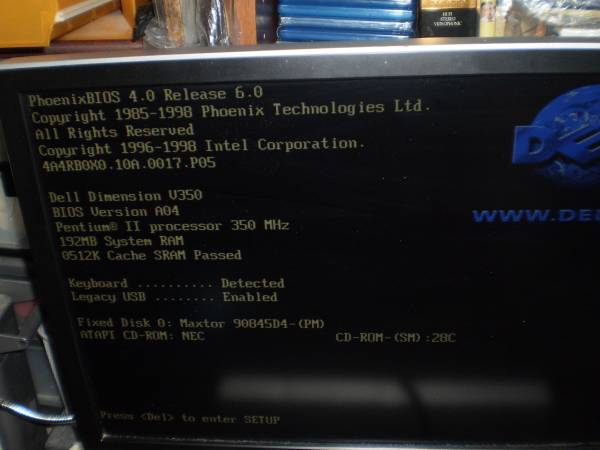 HI FI
STEREO
PhoenixBIOS 4.0 Release 6.0
Copyright 1985-1998 Phoenix Technologies Ltd.
All Rights Reserved
Copyright 1996-1998 Intel Corporation.
4A4RB0X0.10A.0017.P05
Dell Dimension V350
BIOS Version A04
Pentium® II processor 350 MHz
192MB System RAM
0512K Cache SRAM Passed
Keyboard .......... Detected
Legacy USB ........ Enabled
Fixed Disk 0: Maxtor 90845D4-(PM)
ATAPI CD-ROM: NEC CD-ROM-(SM):28C
Press <Del> to enter SETUP
WWW.DEL